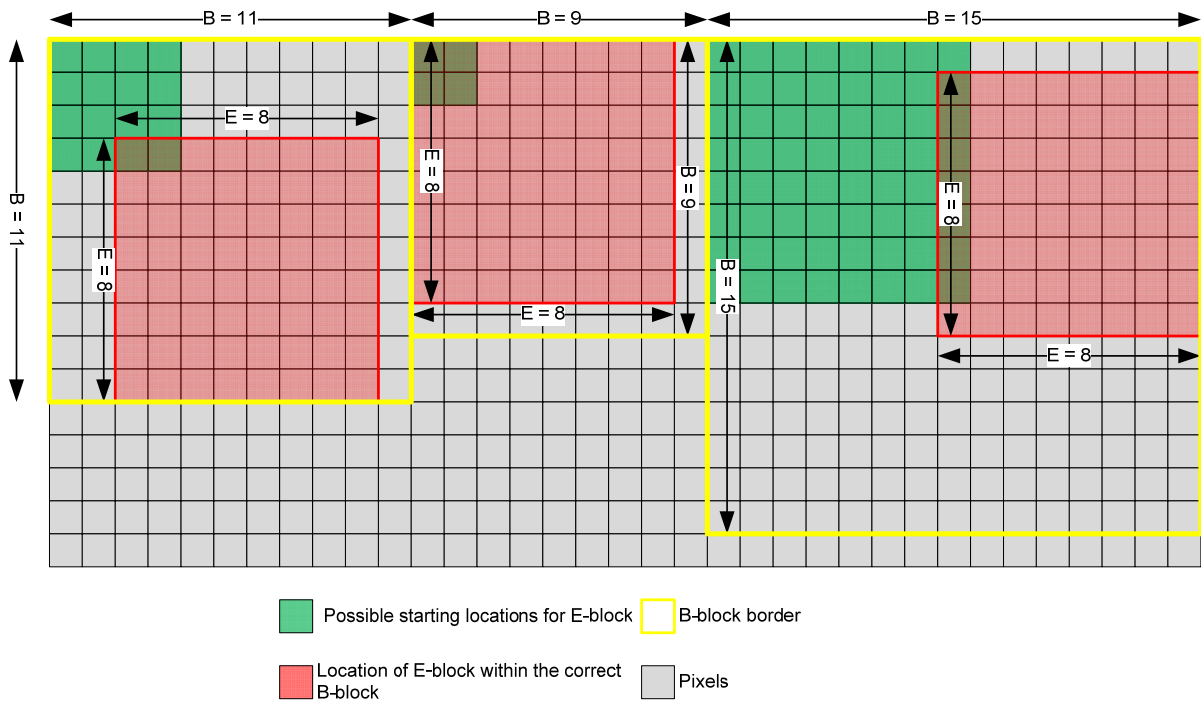 B = 11
B = 9
B = 15
B = 11
E = 8
E = 8
E = 8
E = 8
B = 9
B = 15
E = 8
E = 8
Possible starting locations for E-block
B-block border
Location of E-block within the correct
B-block
Pixels